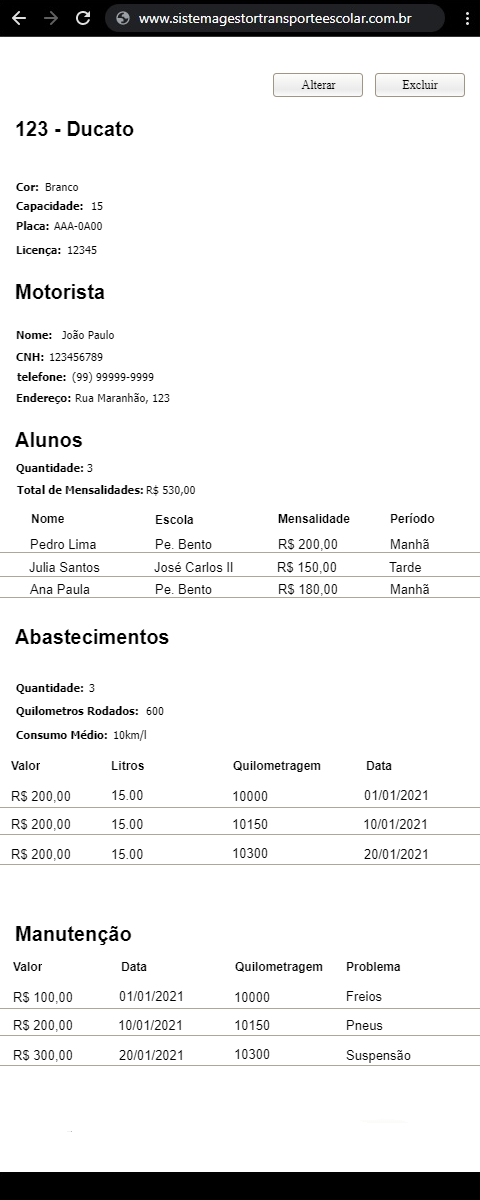 www.sistemagestortransporteescolar.com.br
Alterar Excluir
123 - Ducato
Cor: Branco
Capacidade: 15
Placa: AAA-0A00
Licença: 12345
Motorista
Nome: João Paulo
CNH: 123456789
telefone: (99) 99999-9999
Endereço: Rua Maranhão, 123
Alunos
Quantidade: 3
Total de Mensalidades: R$ 530,00
Nome Escola Mensalidade Período
Pedro Lima Pe. Bento R$ 200,00 Manhã
Julia Santos José Carlos II R$ 150,00 Tarde
Ana Paula Pe. Bento R$ 180,00 Manhã
Abastecimentos
Quantidade: 3
Quilometros Rodados: 600
Consumo Médio: 10km/l
Valor Litros Quilometragem Data
R$ 200,00 15.00 10000 01/01/2021
R$ 200,00 15.00 10150 10/01/2021
R$ 200,00 15.00 10300 20/01/2021
Manutenção
Valor Data Quilometragem Problema
R$ 100,00 01/01/2021 10000 Freios
R$ 200,00 10/01/2021 10150 Pneus
R$ 300,00 20/01/2021 10300 Suspensão